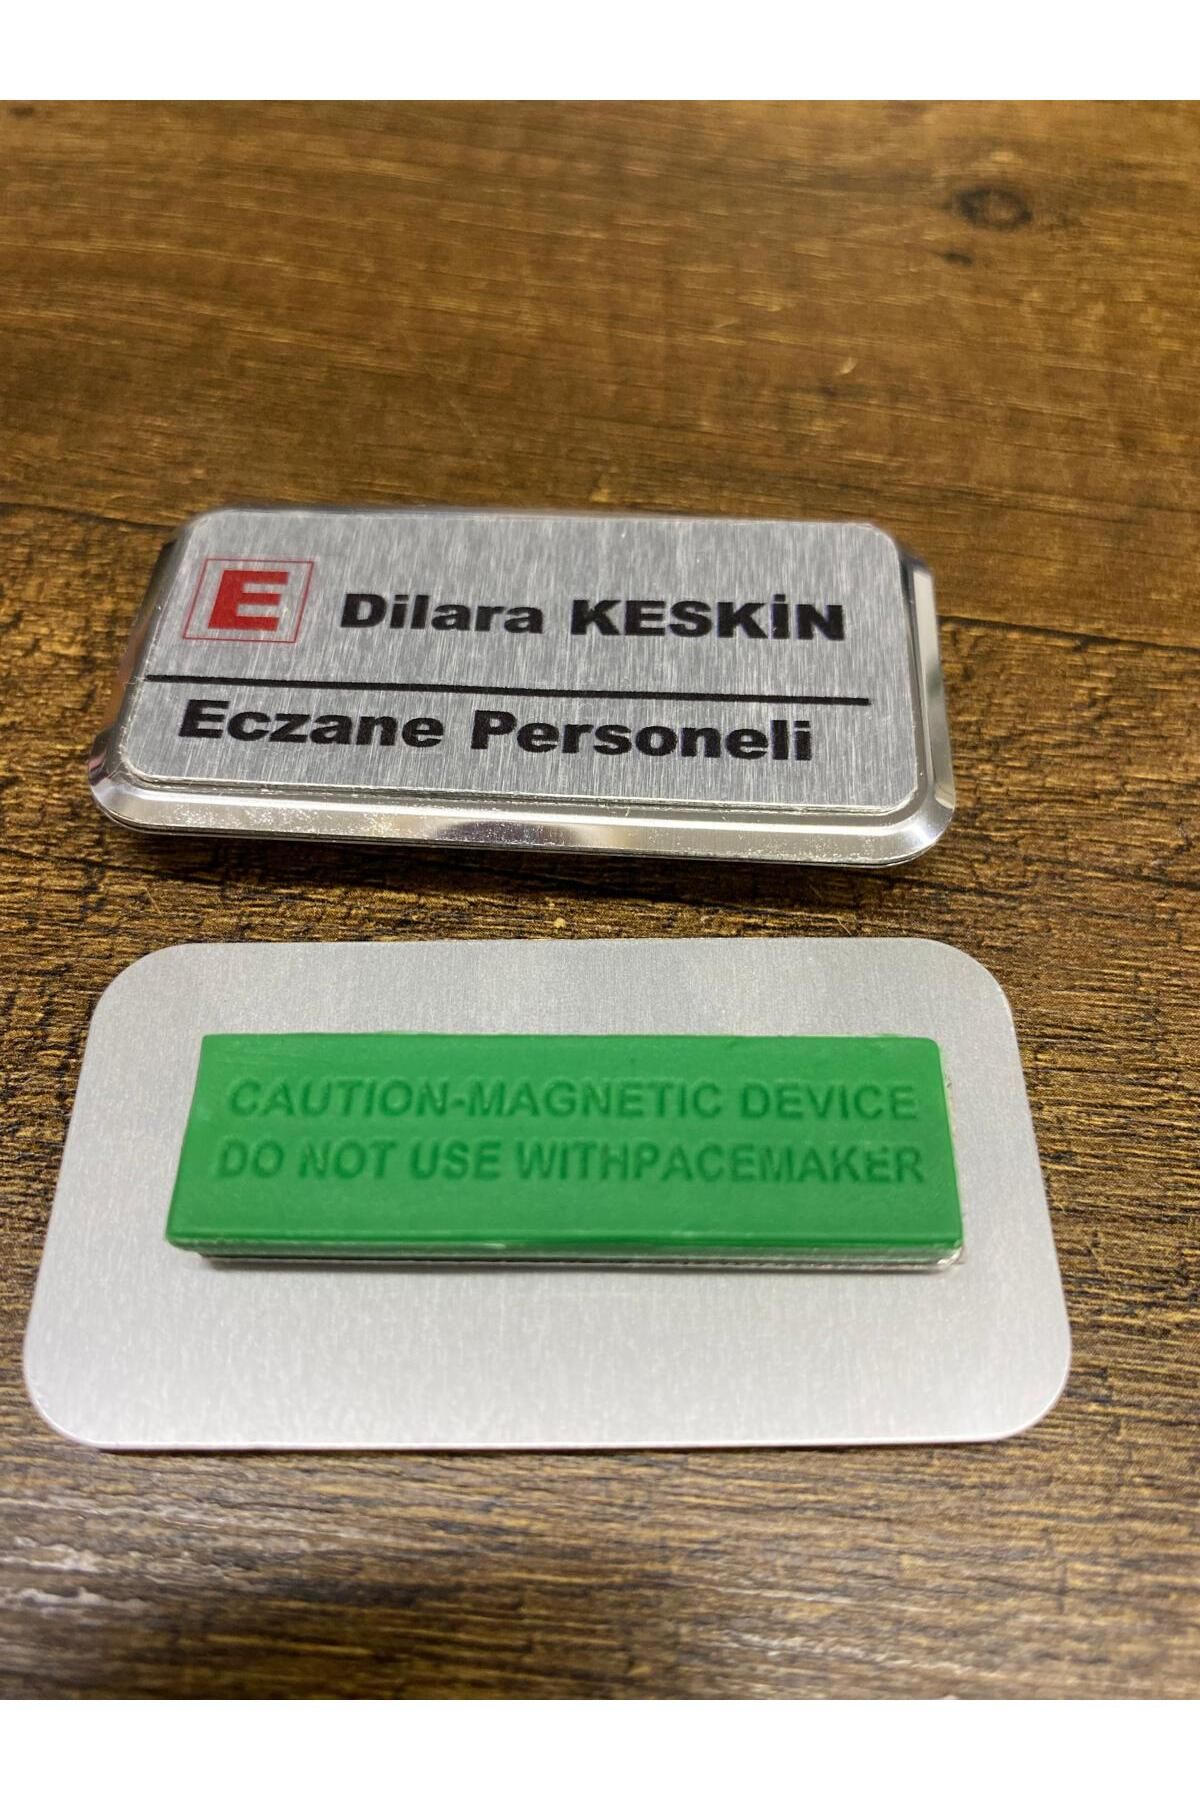 E Dilara KESKİN
Eczane Personeli
CAUTION-MAGNETIC DEVICE
DO NOT USE WITHPACEMAKER